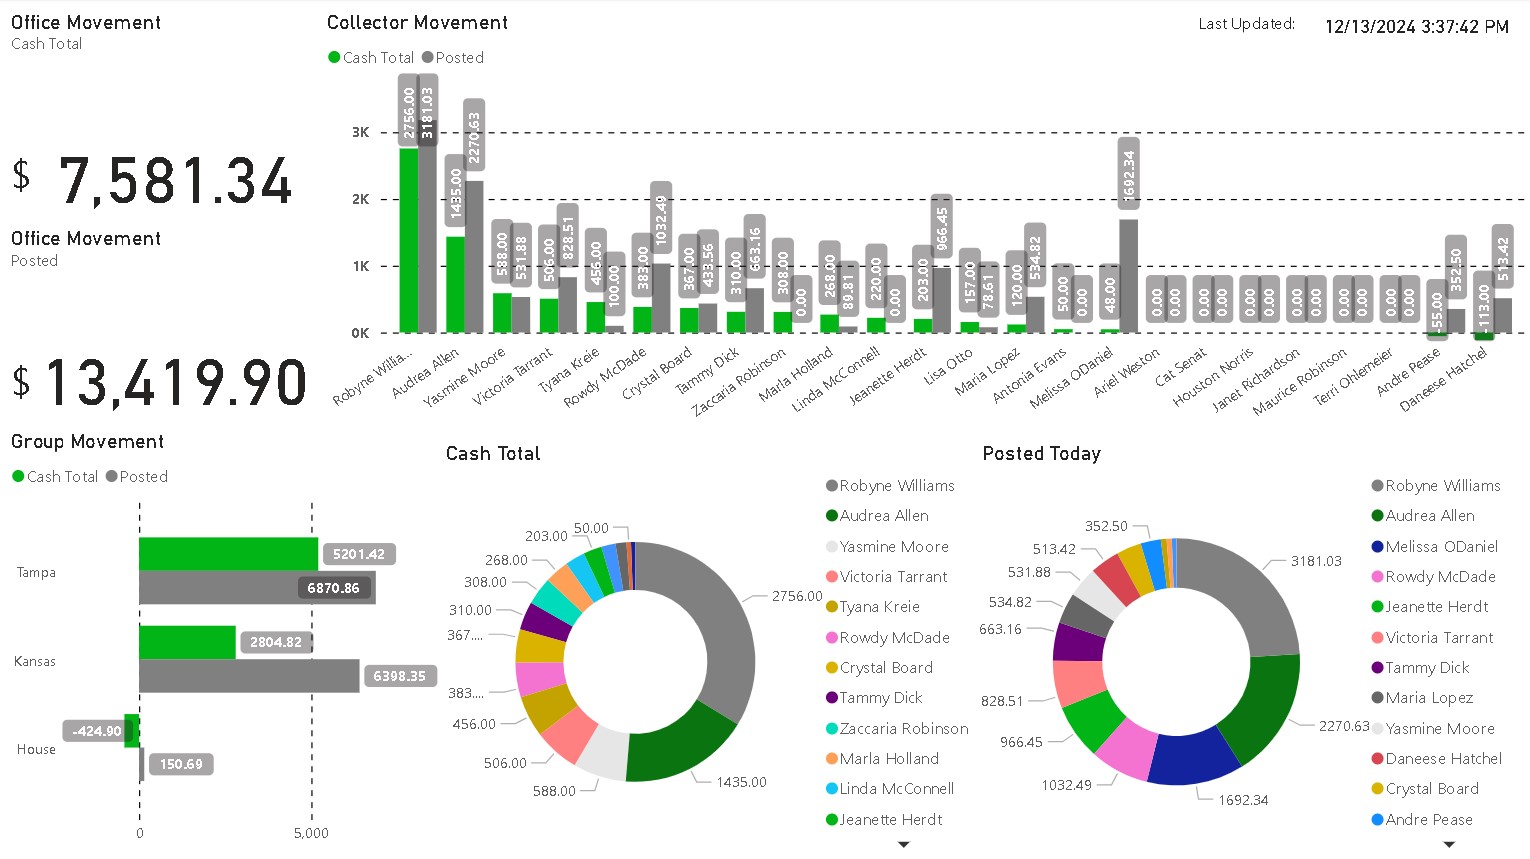 Office Movement
Cash Total
$ 7,581.34
Office Movement
Posted
$ 13,419.90
Collector Movement
Cash Total Posted
Last Updated: 12/13/2024 3:37:42 PM
3K
2K
1K
0K
2756.00 3181.03
1435.00 2270.63
588.00 531.88
506.00 828.51
456.00 100.00
383.00 1032.49
367.00 433.56
310.00 663.16
308.00 0.00
268.00 89.81
220.00 0.00
203.00 966.45
157.00 78.61
120.00 534.82
50.00 0.00
48.00 1692.34
0.00 0.00
0.00 0.00
0.00 0.00
0.00 0.00
0.00 0.00
0.00 0.00
-55.00 352.50
-113.00 513.42
Robyne Willia...
Audrea Allen
Yasmine Moore
Victoria Tarrant
Tyana Kreie
Rowdy McDade
Crystal Board
Tammy Dick
Zaccaria Robinson
Marla Holland
Linda McConnell
Jeanette Herdt
Lisa Otto
Maria Lopez
Antonia Evans
Melissa ODaniel
Ariel Weston
Cat Senat
Houston Norris
Janet Richardson
Maurice Robinson
Terri Ohlemeier
Andre Pease
Daneese Hatchel
Group Movement
Cash Total Posted
Tampa
5201.42
6870.86
Kansas
2804.82
6398.35
House
-424.90
150.69
0 5,000
Cash Total
50.00
203.00
268.00
308.00
310.00
367....
383....
456.00
506.00
588.00
1435.00
2756.00
Robyne Williams
Audrea Allen
Yasmine Moore
Victoria Tarrant
Tyana Kreie
Rowdy McDade
Crystal Board
Tammy Dick
Zaccaria Robinson
Marla Holland
Linda McConnell
Jeanette Herdt
Posted Today
352.50
513.42
531.88
534.82
663.16
828.51
966.45
1032.49
1692.34
2270.63
3181.03
Robyne Williams
Audrea Allen
Melissa ODaniel
Rowdy McDade
Jeanette Herdt
Victoria Tarrant
Tammy Dick
Maria Lopez
Yasmine Moore
Daneese Hatchel
Crystal Board
Andre Pease